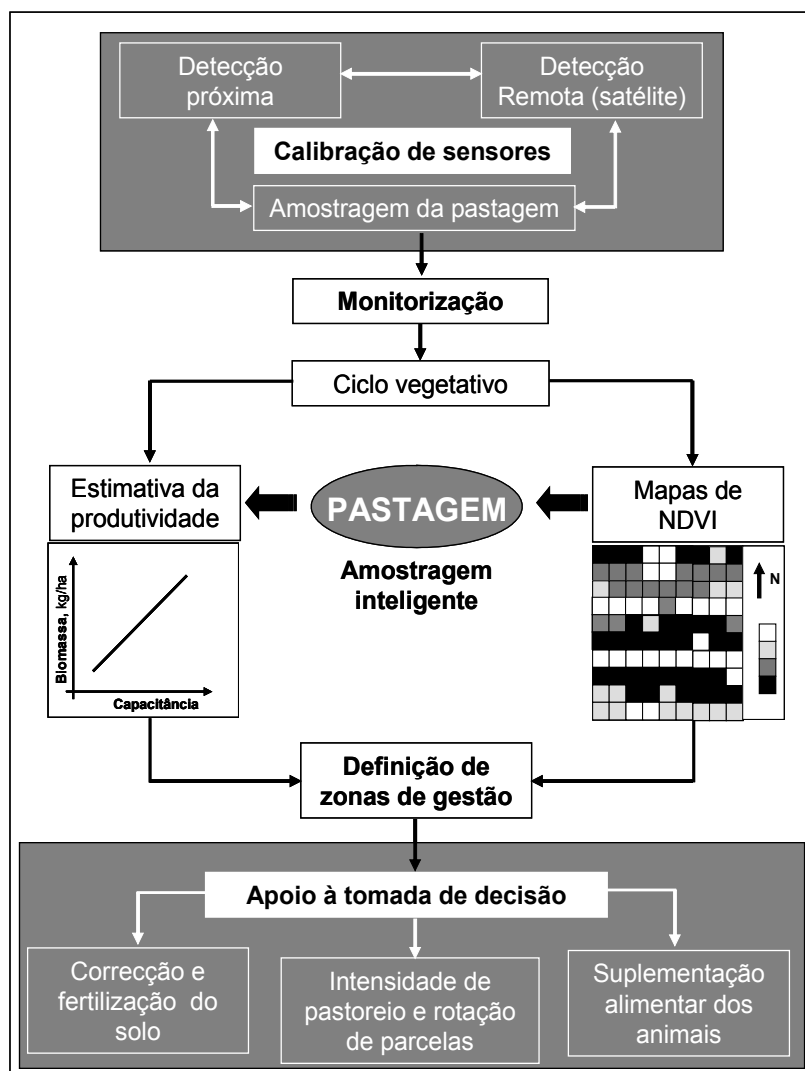 Detecção
próxima
Detecção
Remota (satélite)
Calibração de sensores
Amostragem da pastagem
Monitorização
Ciclo vegetativo
Estimativa da
produtividade
PASTAGEM
Mapas de
NDVI
Amostragem
inteligente
Biomassa, kg/ha
Capacitância
N
Definição de
zonas de gestão
Apoio à tomada de decisão
Correcção e
fertilização do
solo
Intensidade de
pastoreio e rotação
de parcelas
Suplementação
alimentar dos
animais